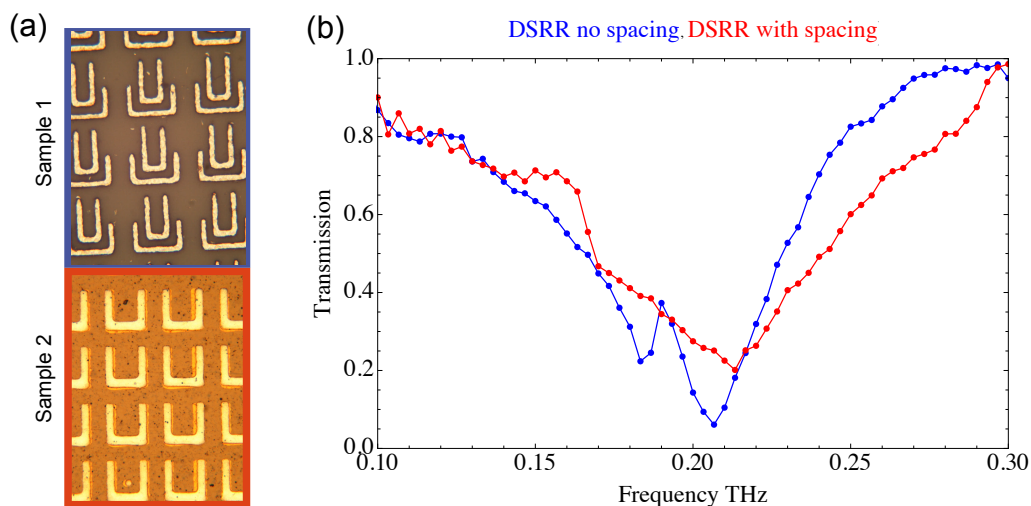 (a)
Sample 1
Sample 2
(b)
DSRR no spacing, DSRR with spacing
Transmission
1.0
0.8
0.6
0.4
0.2
0.0
0.10
0.15
0.20
0.25
0.30
Frequency THz